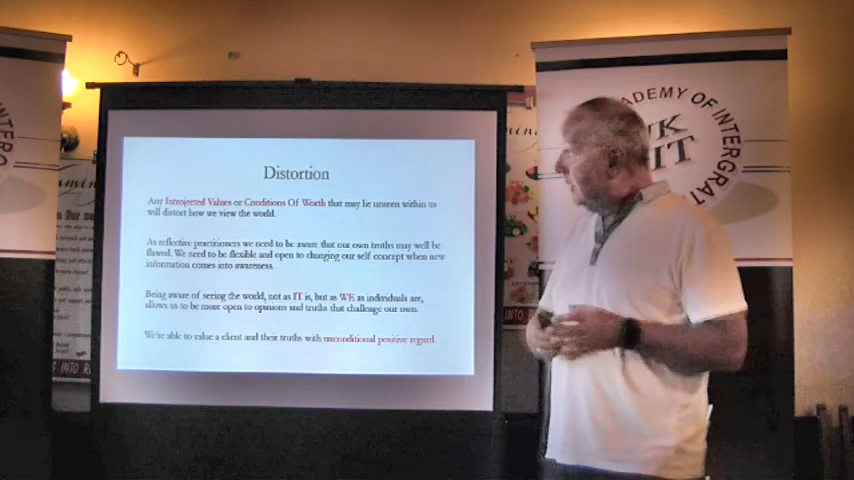 Distortion
Any Introjected Values or Conditions Of Worth that may lie unseen within us
will distort how we view the world.
As reflective practitioners we need to be aware that our own truths may well be
flawed. We need to be flexible and open to changing our self concept when new
information comes into awareness.
Being aware of seeing the world, not as IT is, but as WE as individuals are,
allows us to be more open to opinions and truths that challenge our own.
We're able to value a client and their truths with unconditional positive regard.
ADEMY OF INTERGRAT
K
IT
INTERG
S INTO R
INTO